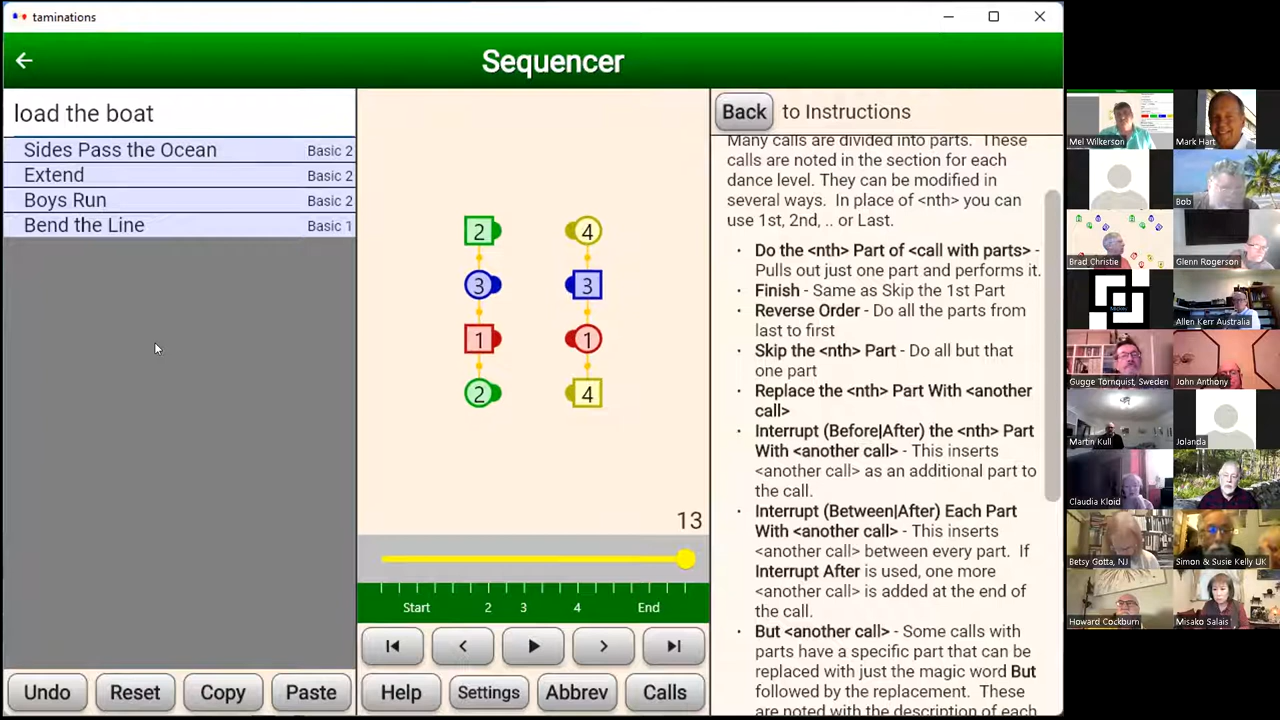 taminations
Sequencer
load the boat
Sides Pass the Ocean Basic 2
Extend Basic 2
Boys Run Basic 2
Bend the Line Basic 1
2 4
3 3
1 1
2 4
13
Start 2 3 4 End
Undo Reset Copy Paste
Help Settings Abbrev Calls
Back to Instructions
Many calls are divided into parts. These
calls are noted in the section for each
dance level. They can be modified in
several ways. In place of <nth> you can
use 1st, 2nd, .. or Last.
· Do the <nth> Part of <call with parts> -
Pulls out just one part and performs it.
· Finish - Same as Skip the 1st Part
· Reverse Order - Do all the parts from
last to first
· Skip the <nth> Part - Do all but that
one part
· Replace the <nth> Part With <another
call>
· Interrupt (Before|After) the <nth> Part
With <another call> - This inserts
<another call> as an additional part to
the call.
· Interrupt (Between|After) Each Part
With <another call> - This inserts
<another call> between every part. If
Interrupt After is used, one more
<another call> is added at the end of
the call.
· But <another call> - Some calls with
parts have a specific part that can be
replaced with just the magic word But
followed by the replacement. These
are noted with the description of each
Mel Wilkerson
Mark Hart
Bob
Brad Christie
Glenn Rogerson
Allen Kerr Australia
Gugge Törnquist, Sweden
John Anthony
Martin Kull
Jolanda
Claudia Kloid
Betsy Gotta, NJ
Simon & Susie Kelly UK
Howard Cockburn
Misako Salais